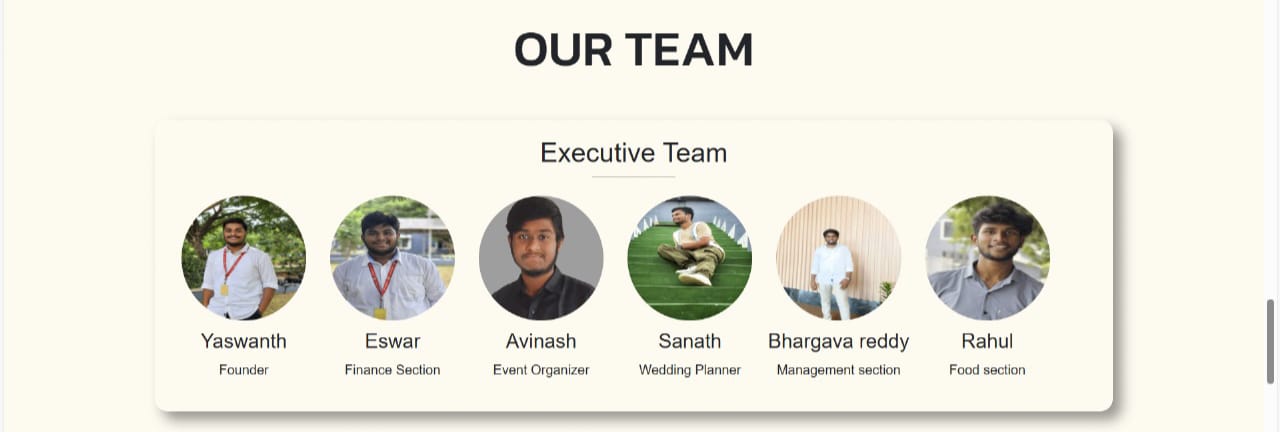 OUR TEAM
Executive Team
Yaswanth Eswar Avinash Sanath Bhargava reddy Rahul
Founder Finance Section Event Organizer Wedding Planner Management section Food section